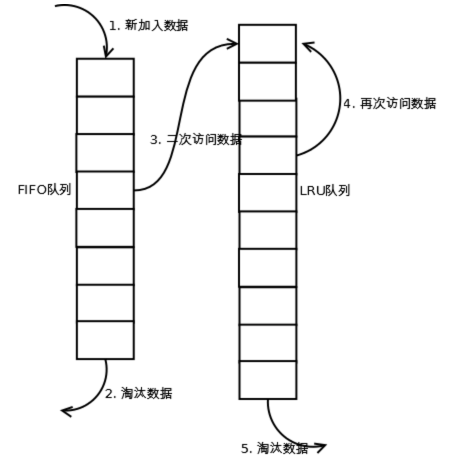 1. 新加入数据
3. 二次访问数据
4. 再次访问数据
FIFO队列
LRU队列
2. 淘汰数据
5. 淘汰数据